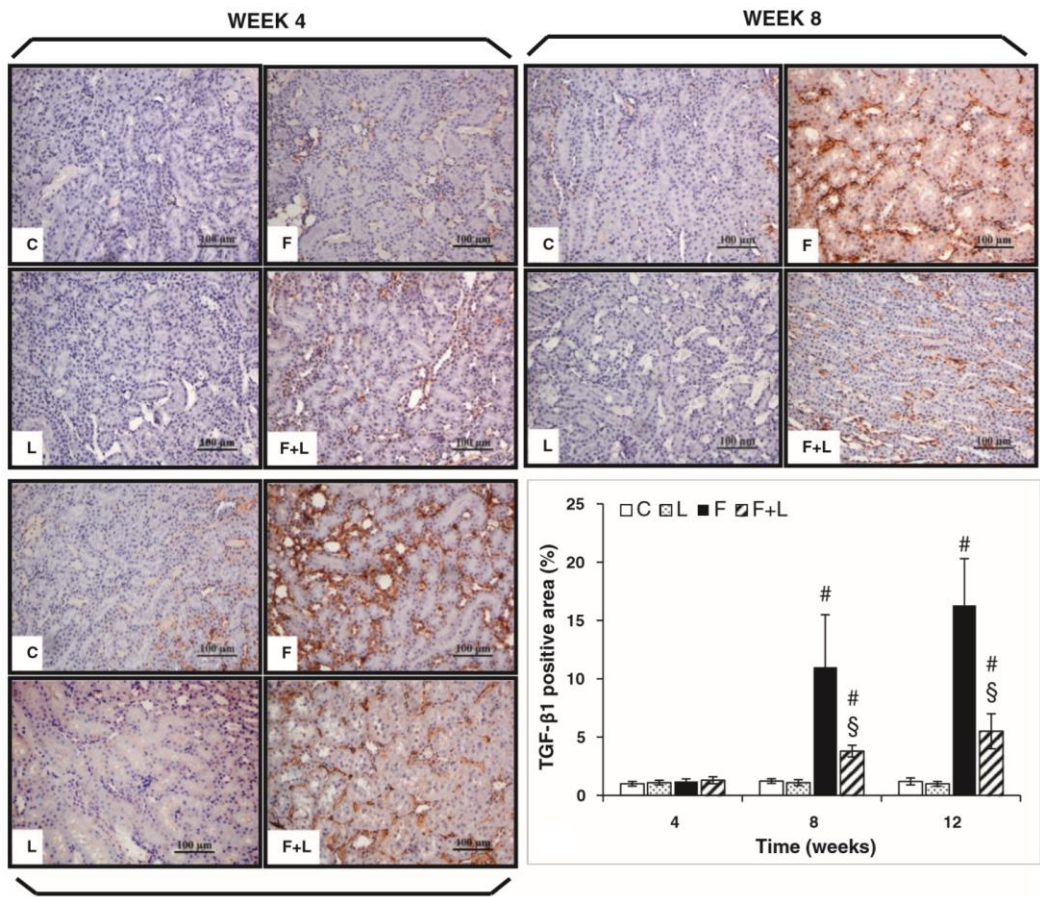 WEEK 4
WEEK 8
C
100 µm
F
100 µm
C
100 µm
F
100 µm
L
100 µm
F+L
100 µm
L
100 µm
F+L
100 µm
C
100 µm
F
100 µm
L
100 µm
F+L
100 µm
TGF-β1 positive area (%)
25
20
15
10
5
0
C L F F+L
#
#
§
#
#
§
4 8 12
Time (weeks)